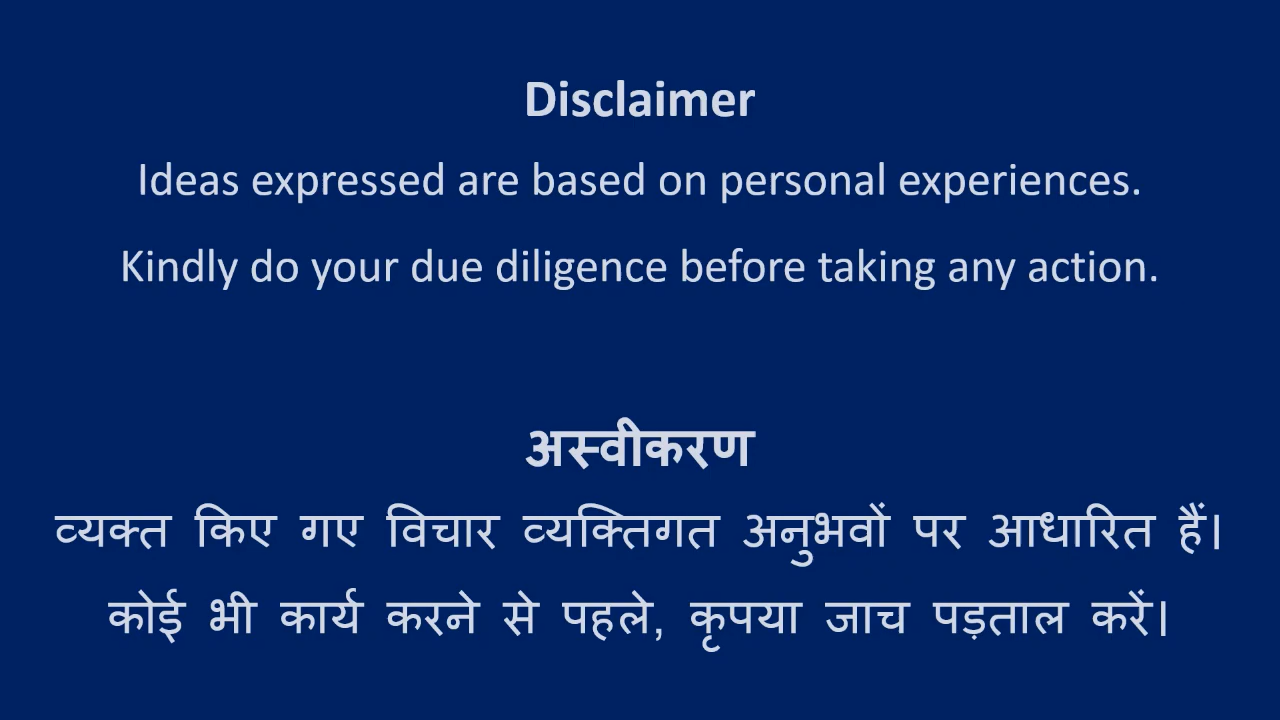 Disclaimer
Ideas expressed are based on personal experiences.
Kindly do your due diligence before taking any action.
अस्वीकरण
व्यक्त किए गए विचार व्यक्तिगत अनुभवों पर आधारित हैं।
कोई भी कार्य करने से पहले, कृपया जाच पड़ताल करें।